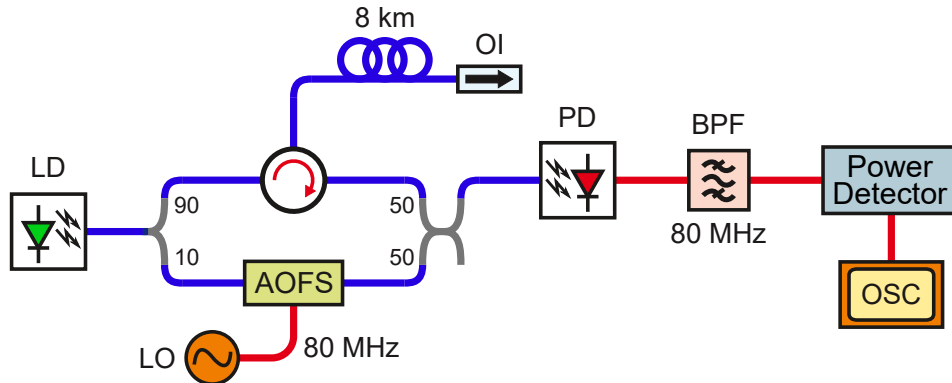 8 km
OI
LD
PD
BPF
90
50
Power
Detector
10
50
80 MHz
AOFS
OSC
LO
80 MHz